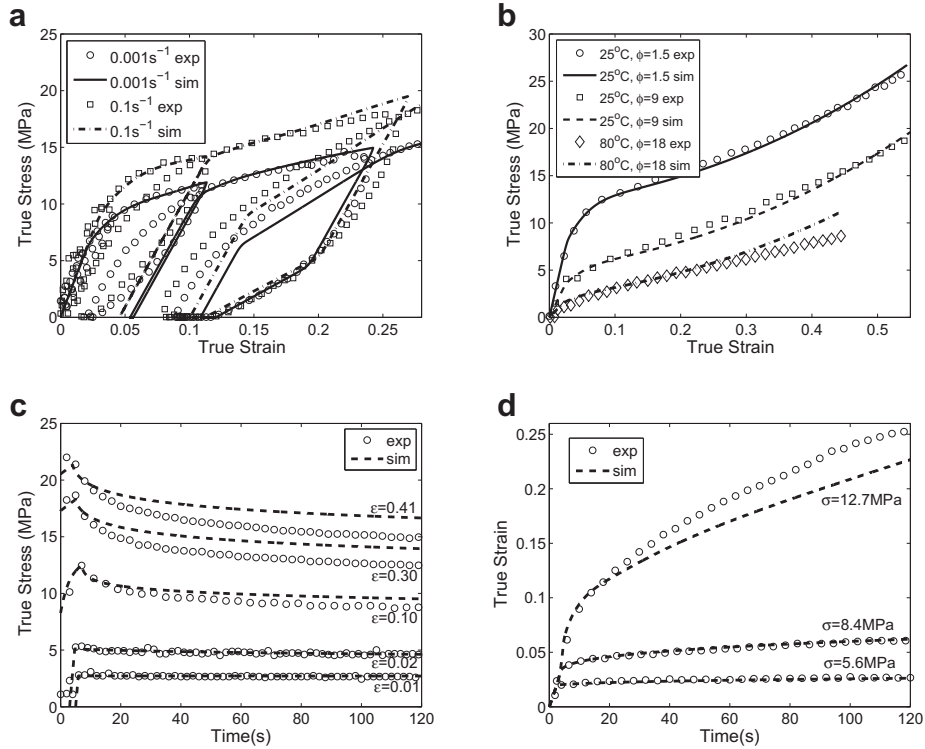 a
25
20
15
10
5
0
True Stress (MPa)
0.001s⁻¹ exp
0.001s⁻¹ sim
0.1s⁻¹ exp
0.1s⁻¹ sim
0 0.05 0.1 0.15 0.2 0.25
True Strain
b
30
25
20
15
10
5
0
True Stress (MPa)
25°C, ϕ=1.5 exp
25°C, ϕ=1.5 sim
25°C, ϕ=9 exp
25°C, ϕ=9 sim
80°C, ϕ=18 exp
80°C, ϕ=18 sim
0 0.1 0.2 0.3 0.4 0.5
True Strain
c
25
20
15
10
5
0
True Stress (MPa)
exp
sim
ε=0.41
ε=0.30
ε=0.10
ε=0.02
ε=0.01
0 20 40 60 80 100 120
Time(s)
d
0.25
0.2
0.15
0.1
0.05
0
True Strain
exp
sim
σ=12.7MPa
σ=8.4MPa
σ=5.6MPa
0 20 40 60 80 100 120
Time(s)